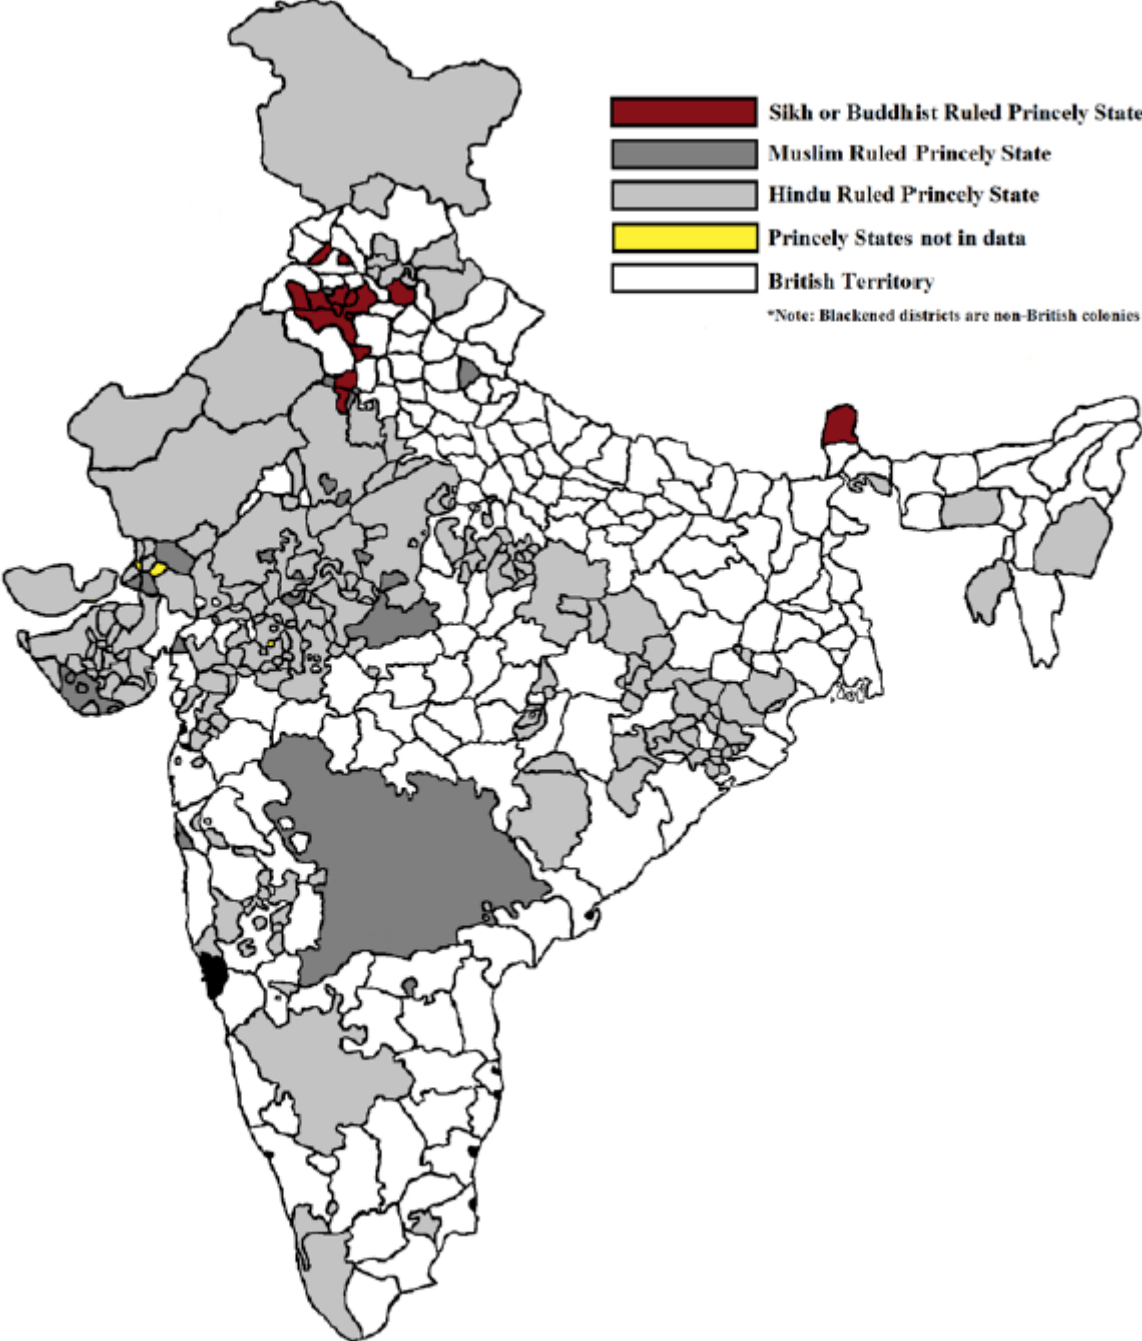 Sikh or Buddhist Ruled Princely State
Muslim Ruled Princely State
Hindu Ruled Princely State
Princely States not in data
British Territory
*Note: Blackened districts are non-British colonies